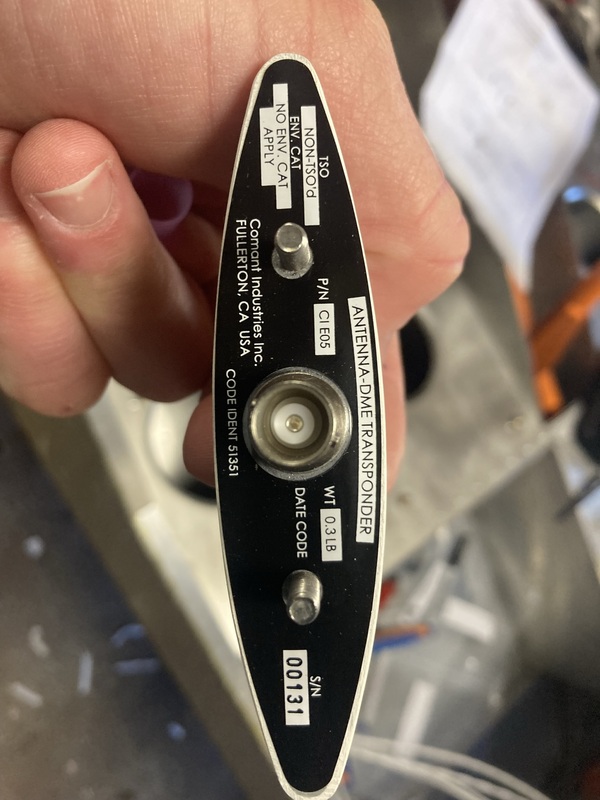 TSO
NON-TSO'd
ENV. CAT
NO ENV. CAT
APPLY
ANTENNA-DME TRANSPONDER
P/N CI E05
WT 0.3 LB
DATE CODE
Comant Industries Inc.
FULLERTON, CA USA
CODE IDENT 51351
S/N
00131